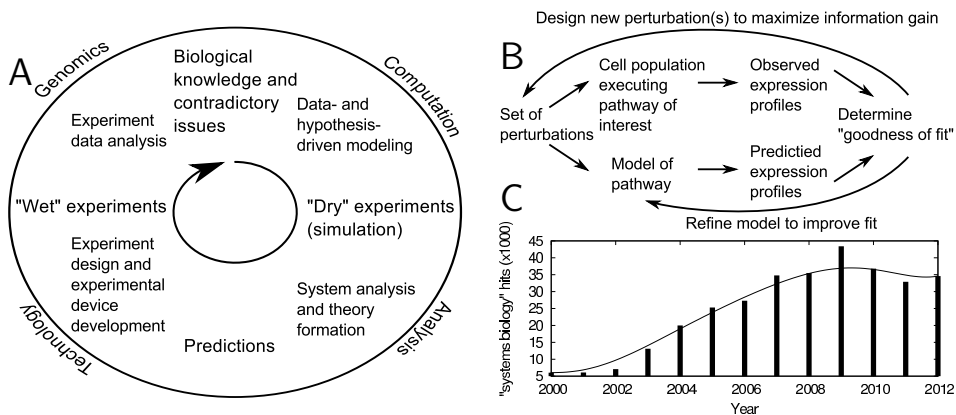 A
Genomics
Computation
Technology
Analysis
Biological
knowledge and
contradictory
issues
Experiment
data analysis
Data- and
hypothesis-
driven modeling
"Wet" experiments
"Dry" experiments
(simulation)
Experiment
design and
experimental
device
development
System analysis
and theory
formation
Predictions
Design new perturbation(s) to maximize information gain
B
Set of
perturbations
Cell population
executing
pathway of
interest
Observed
expression
profiles
Determine
"goodness of fit"
Model of
pathway
Predictied
expression
profiles
Refine model to improve fit
C
"systems biology" hits (x1000)
45
40
35
30
25
20
15
10
5
2000 2002 2004 2006 2008 2010 2012
Year